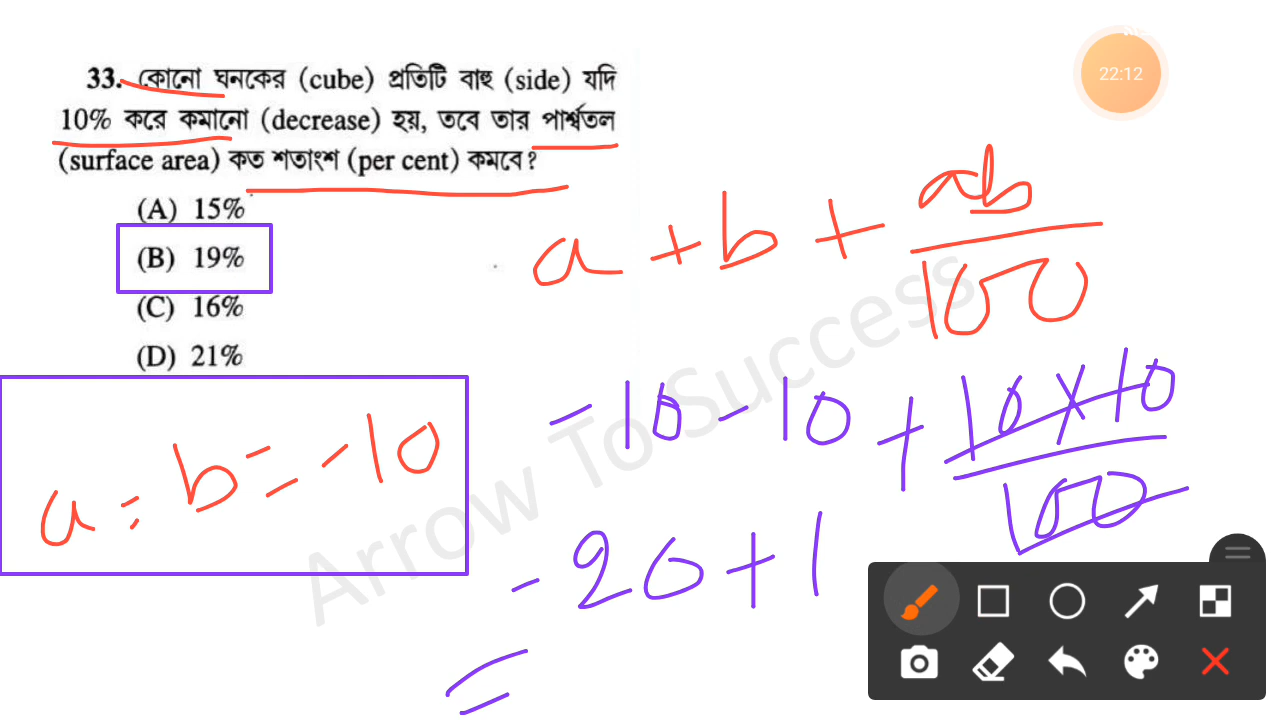 33. কোনো ঘনকের (cube) প্রতিটি বাহু (side) যদি
10% করে কমানো (decrease) হয়, তবে তার পার্শ্বতল
(surface area) কত শতাংশ (per cent) কমবে?
(A) 15%
(B) 19%
(C) 16%
(D) 21%
22:12
a + b + ab/100
a = b = -10
- 10 - 10 + 10 x 10/100
- 20 + 1
=
Arrow To Success